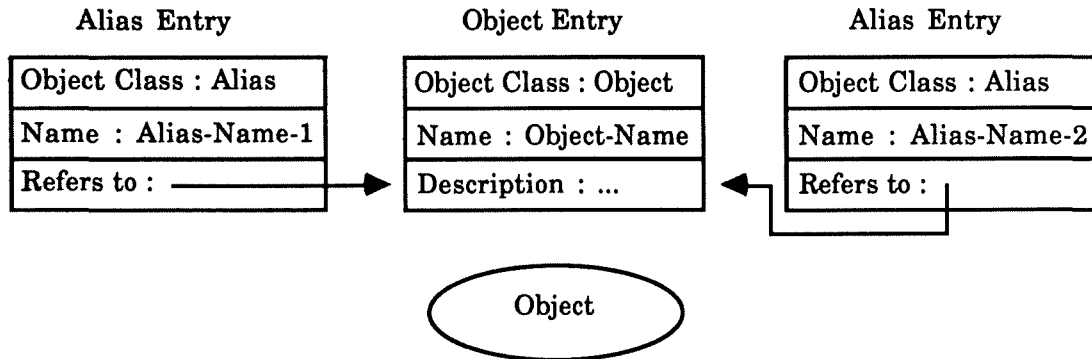 Alias Entry
Object Entry
Alias Entry
Object Class : Alias
Name : Alias-Name-1
Refers to :
Object Class : Object
Name : Object-Name
Description : ...
Object Class : Alias
Name : Alias-Name-2
Refers to :
Object